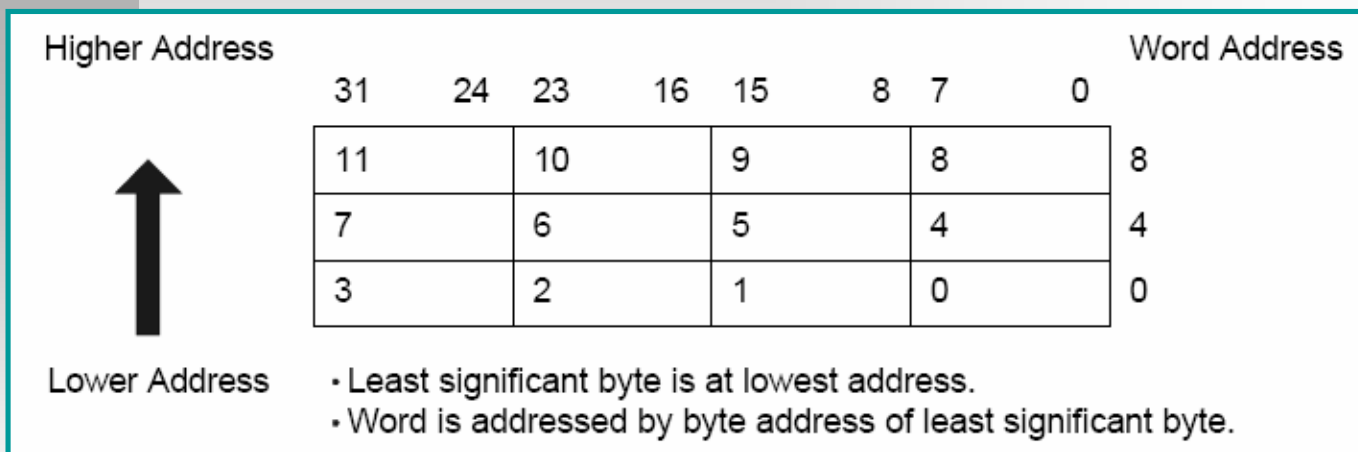 Higher Address Word Address
31 24 23 16 15 8 7 0
11 10 9 8 8
7 6 5 4 4
3 2 1 0 0
Lower Address • Least significant byte is at lowest address.
• Word is addressed by byte address of least significant byte.